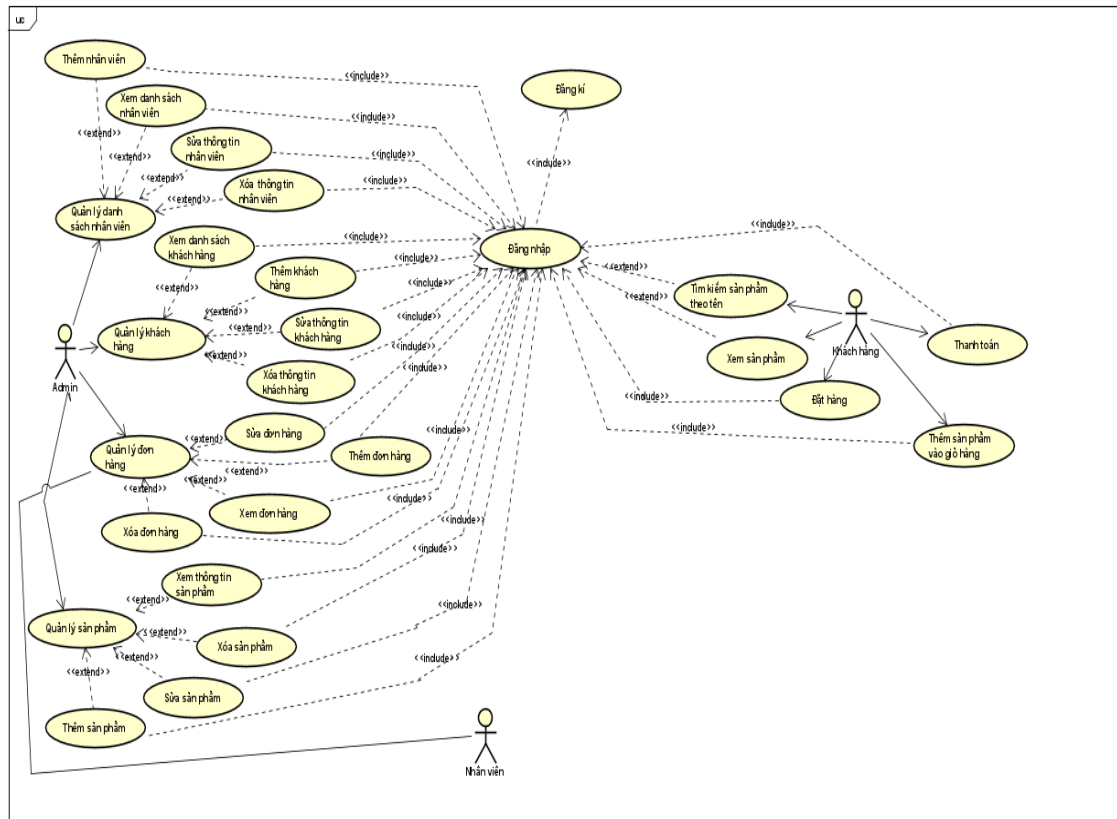 uc
Thêm nhân viên
<<include>>
Đăng kí
Xem danh sách
nhân viên
<<include>>
<<extend>>
Sửa thông tin
nhân viên
<<include>>
<<extend>>
<<include>>
<<extend>>
Xóa thông tin
nhân viên
<<include>>
<<extend>>
Quản lý danh
sách nhân viên
<<include>>
Xem danh sách
khách hàng
<<include>>
Đăng nhập
Thêm khách
hàng
<<include>>
<<extend>>
Tìm kiếm sản phẩm
theo tên
<<extend>>
<<include>>
<<extend>>
<<extend>>
Sửa thông tin
khách hàng
<<include>>
Quản lý khách
hàng
<<extend>>
Khách hàng
Thanh toán
<<include>>
Xem sản phẩm
<<extend>>
<<include>>
Xóa thông tin
khách hàng
Admin
<<include>>
<<include>>
Đặt hàng
Sửa đơn hàng
<<include>>
<<extend>>
Thêm sản phẩm
vào giỏ hàng
Quản lý đơn
hàng
Thêm đơn hàng
<<include>>
<<extend>>
<<extend>>
<<extend>>
Xem đơn hàng
<<include>>
<<include>>
Xóa đơn hàng
<<include>>
<<include>>
Xem thông tin
sản phẩm
<<extend>>
<<include>>
Quản lý sản phẩm
<<extend>>
Xóa sản phẩm
<<extend>>
<<include>>
<<extend>>
Sửa sản phẩm
Thêm sản phẩm
Nhân viên